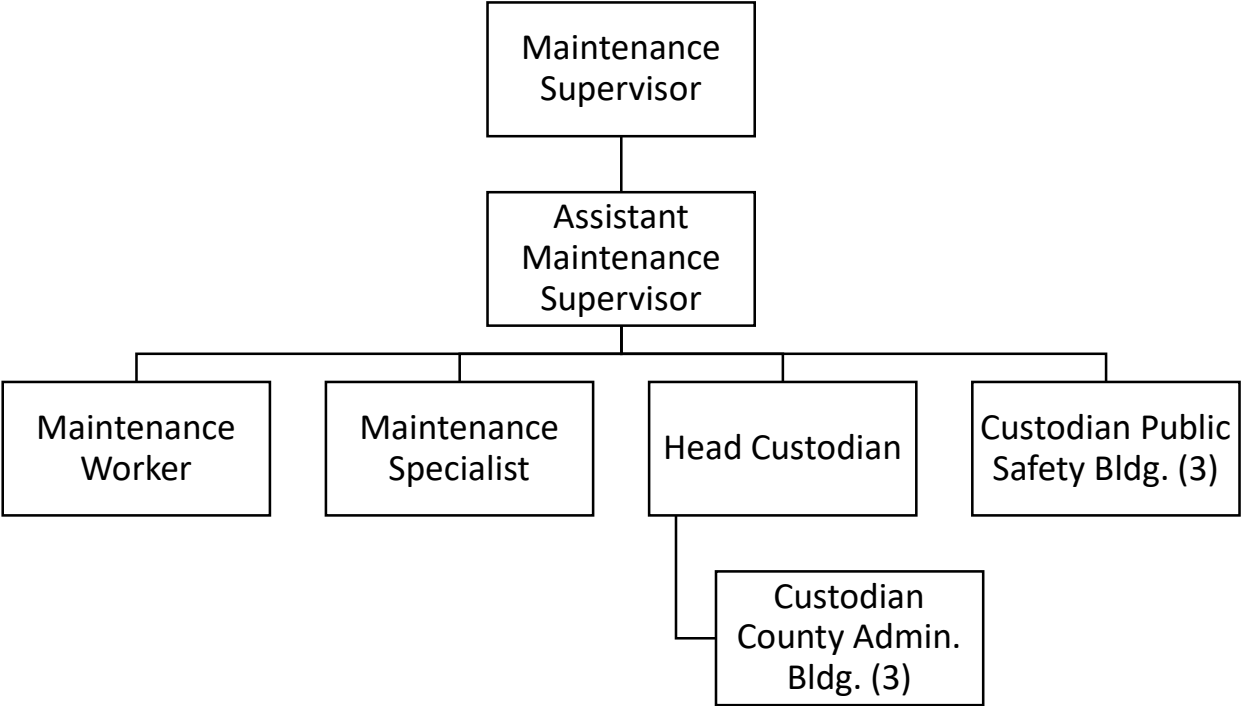 Maintenance
Supervisor
Assistant
Maintenance
Supervisor
Maintenance
Worker
Maintenance
Specialist
Head Custodian
Custodian Public
Safety Bldg. (3)
Custodian
County Admin.
Bldg. (3)